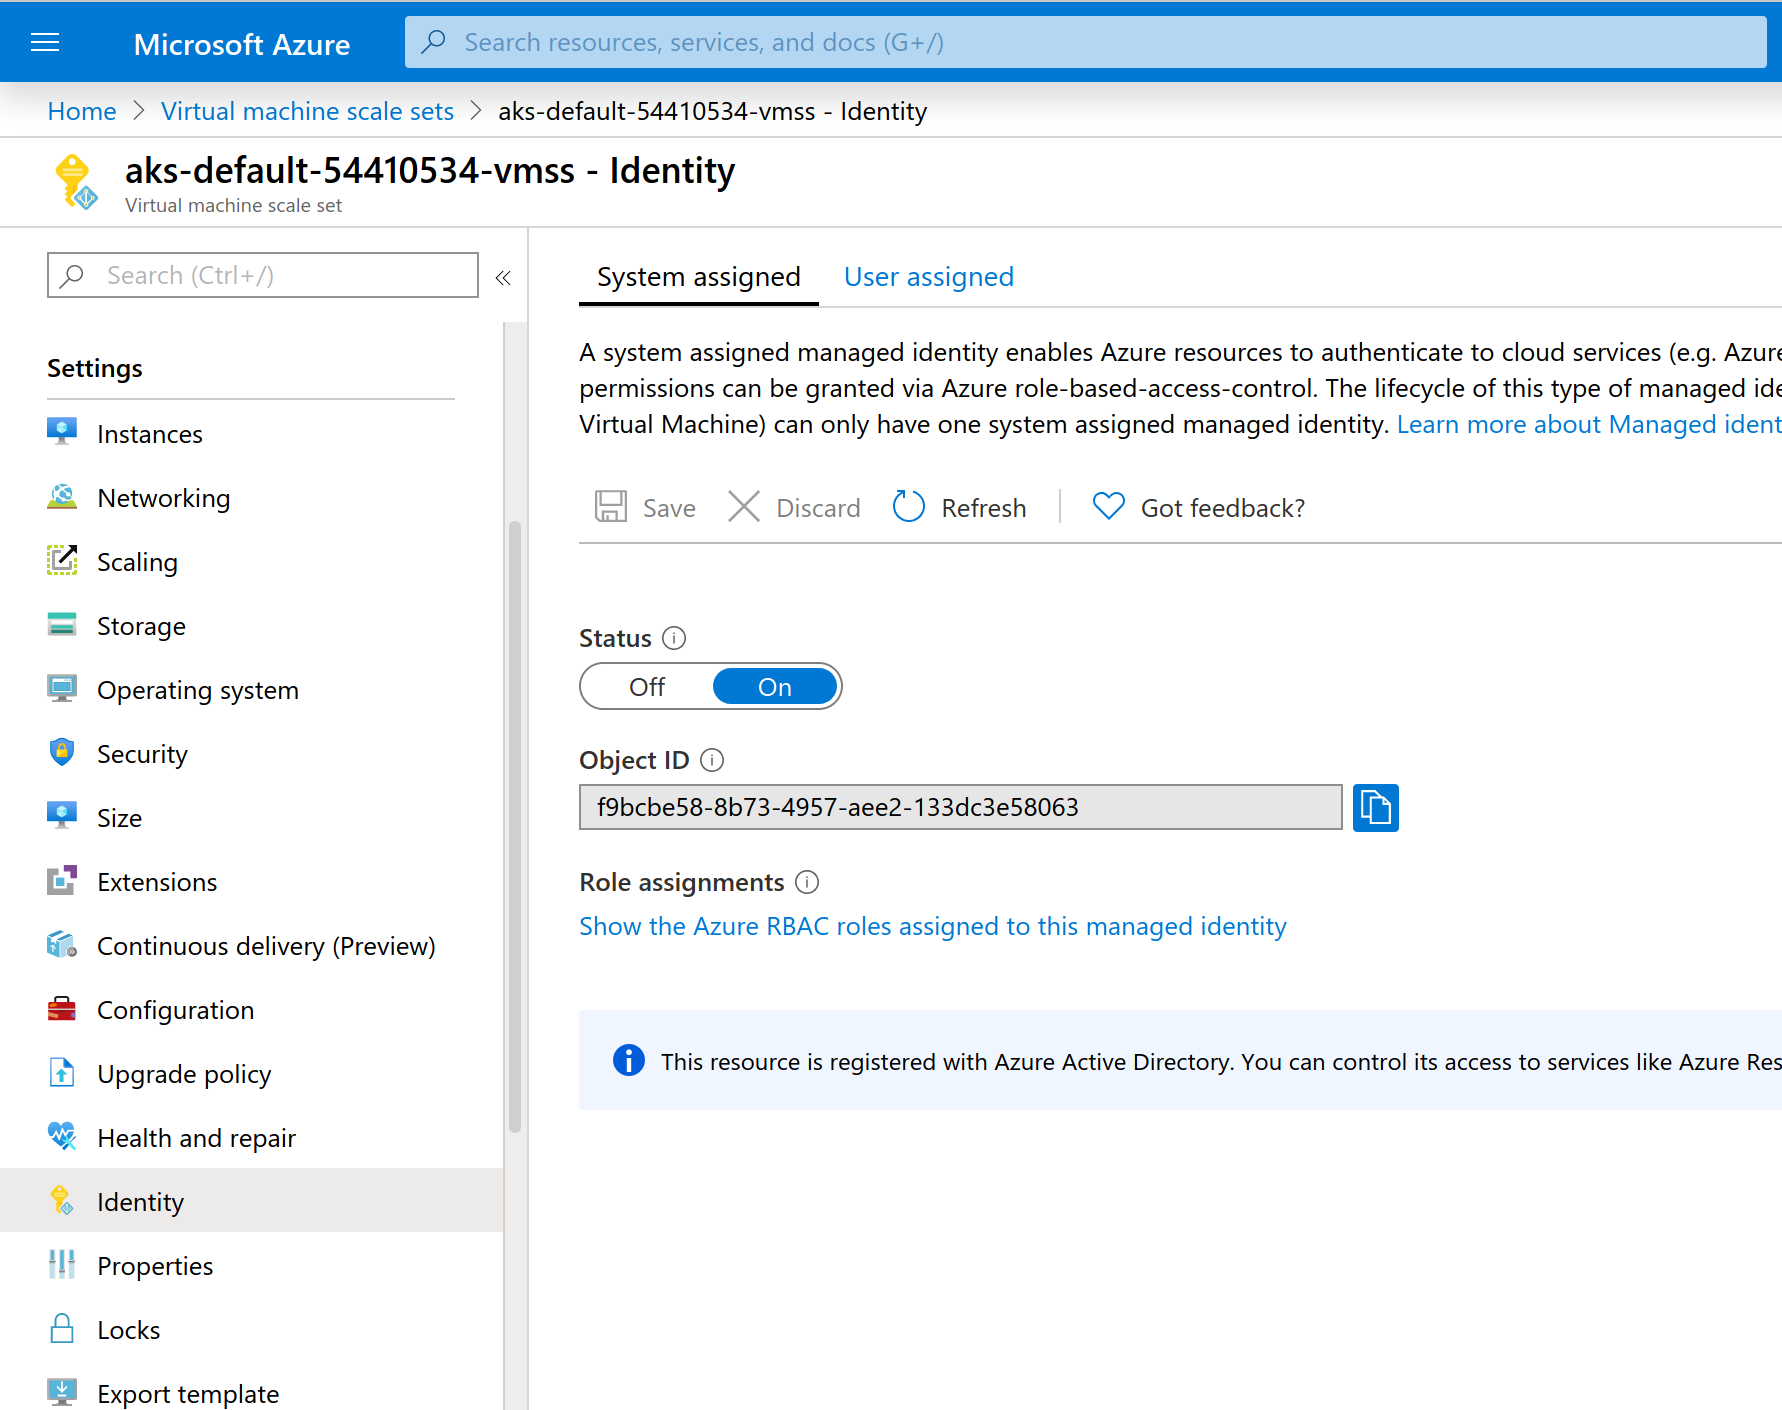 Microsoft Azure
Search resources, services, and docs (G+/)
Home > Virtual machine scale sets > aks-default-54410534-vmss - Identity
aks-default-54410534-vmss - Identity
Virtual machine scale set
Search (Ctrl+/)
«
Settings
Instances
Networking
Scaling
Storage
Operating system
Security
Size
Extensions
Continuous delivery (Preview)
Configuration
Upgrade policy
Health and repair
Identity
Properties
Locks
Export template
System assigned User assigned
A system assigned managed identity enables Azure resources to authenticate to cloud services (e.g. Azure
permissions can be granted via Azure role-based-access-control. The lifecycle of this type of managed ide
Virtual Machine) can only have one system assigned managed identity. Learn more about Managed ident
Save Discard Refresh Got feedback?
Status
Off On
Object ID
f9bcbe58-8b73-4957-aee2-133dc3e58063
Role assignments
Show the Azure RBAC roles assigned to this managed identity
This resource is registered with Azure Active Directory. You can control its access to services like Azure Res